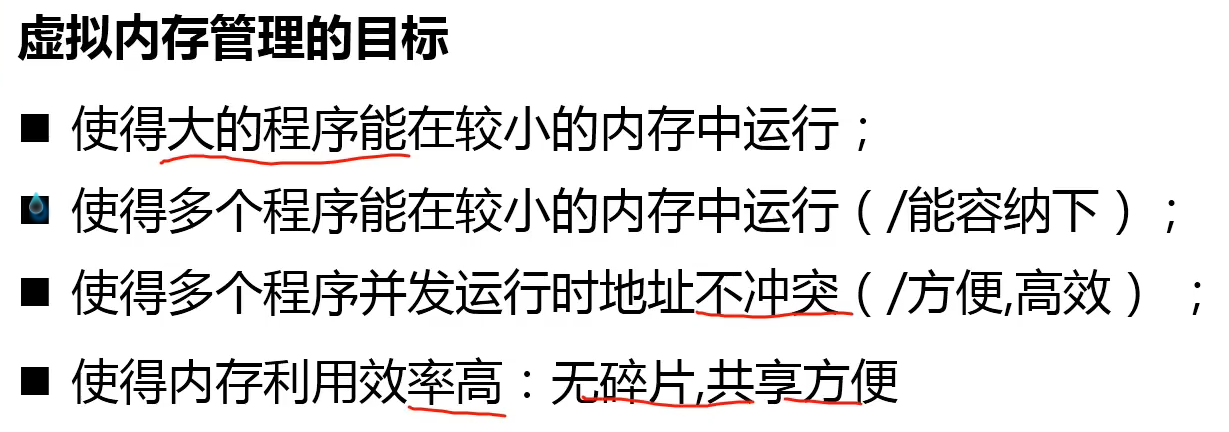 虚拟内存管理的目标
■ 使得大的程序能在较小的内存中运行；
■ 使得多个程序能在较小的内存中运行（/能容纳下）；
■ 使得多个程序并发运行时地址不冲突（/方便,高效）；
■ 使得内存利用效率高：无碎片,共享方便